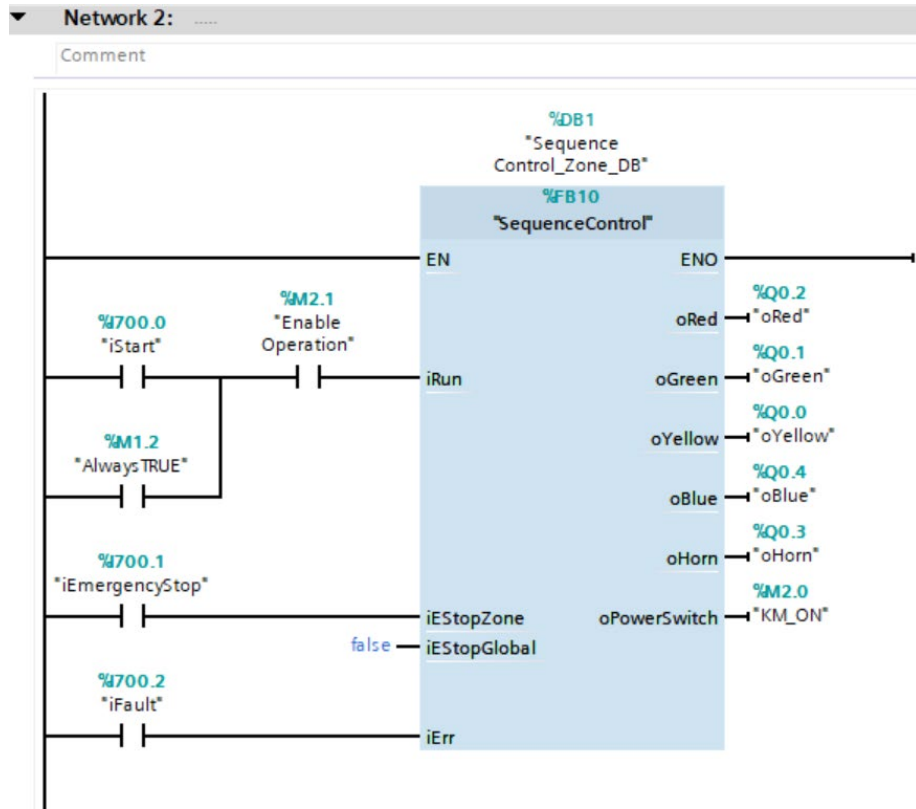 Network 2: .....
Comment
%DB1
"Sequence
Control_Zone_DB"
%FB10
"SequenceControl"
EN
ENO
%I700.0
"iStart"
%M2.1
"Enable
Operation"
iRun
%M1.2
"AlwaysTRUE"
%I700.1
"iEmergencyStop"
iEStopZone
false
iEStopGlobal
%I700.2
"iFault"
iErr
oRed
%Q0.2
"oRed"
oGreen
%Q0.1
"oGreen"
oYellow
%Q0.0
"oYellow"
oBlue
%Q0.4
"oBlue"
oHorn
%Q0.3
"oHorn"
oPowerSwitch
%M2.0
"KM_ON"